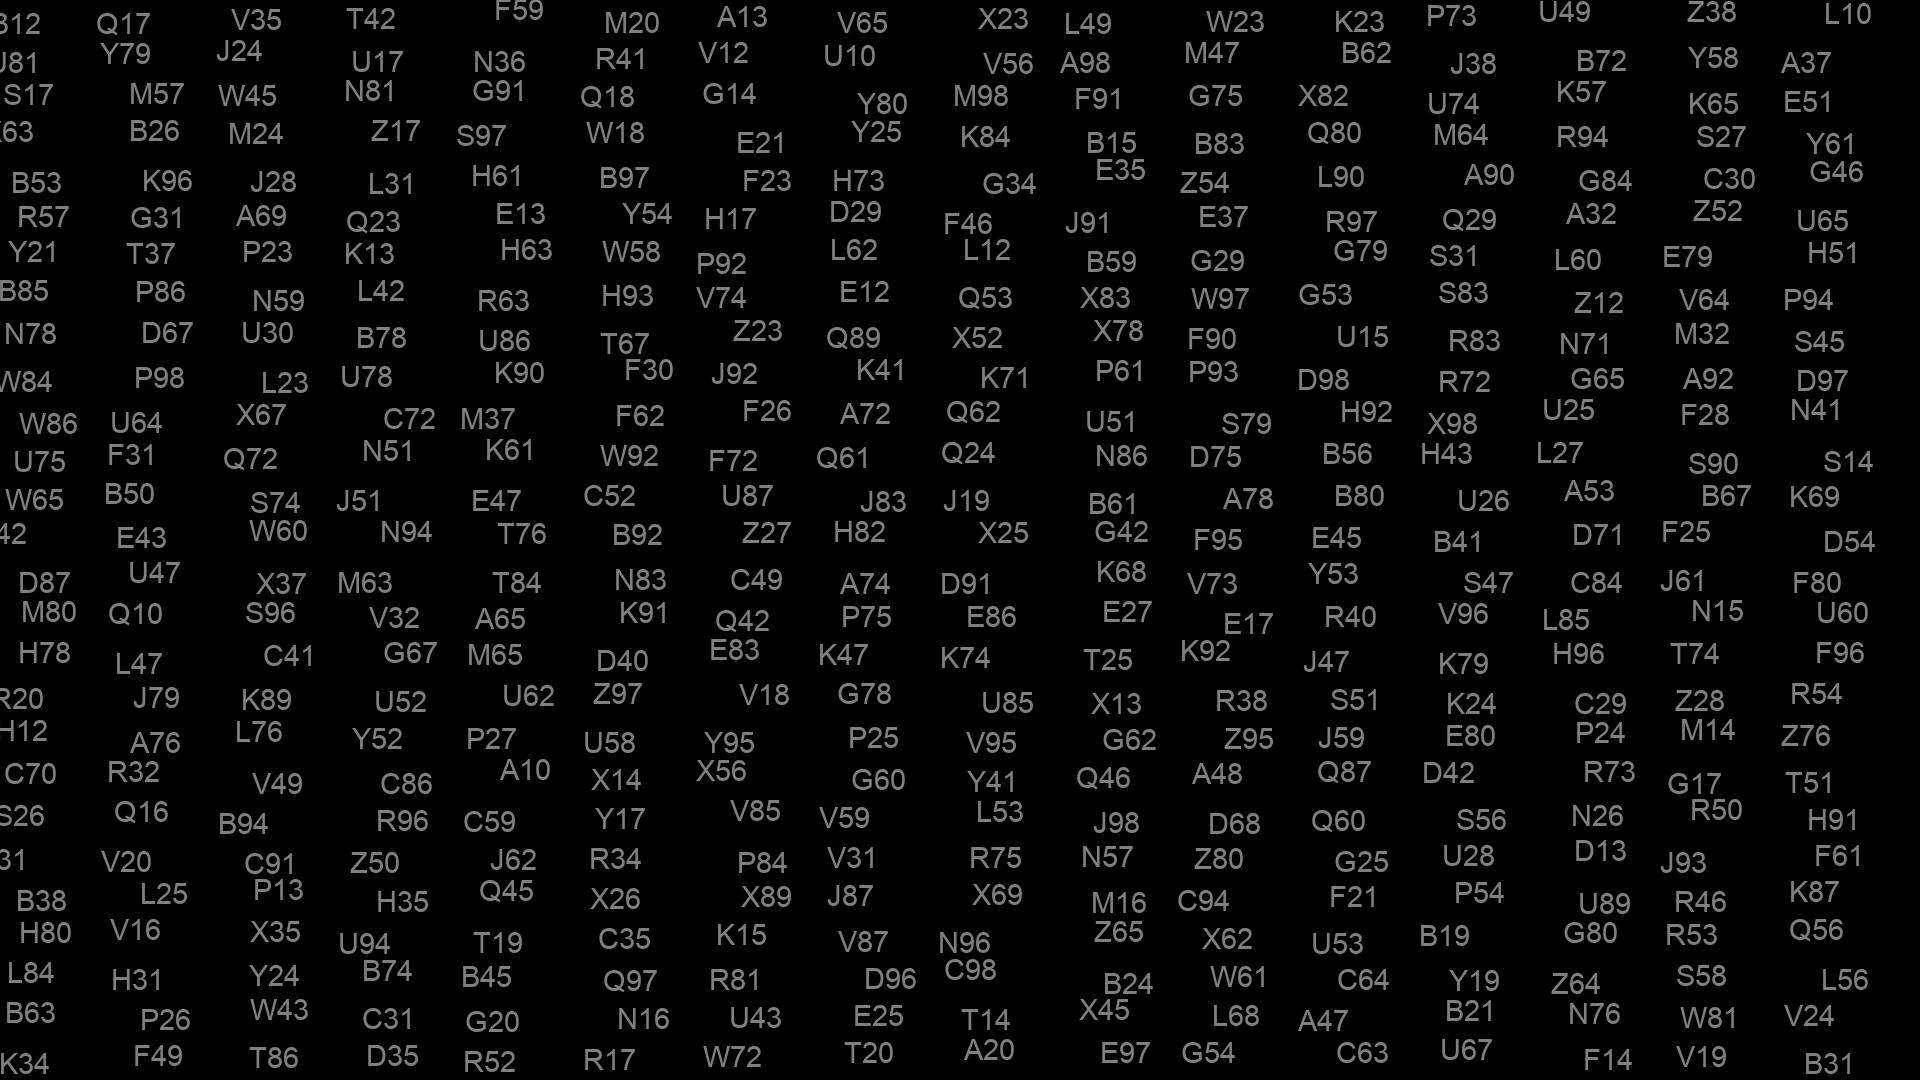 B12 Q17 V35 T42 F59 M20 A13 V65 X23 L49 W23 K23 P73 U49 Z38 L10
U81 Y79 J24 U17 N36 R41 V12 U10 V56 A98 M47 B62 J38 B72 Y58 A37
S17 M57 W45 N81 G91 Q18 G14 Y80 M98 F91 G75 X82 U74 K57 K65 E51
63 B26 M24 Z17 S97 W18 E21 Y25 K84 B15 B83 Q80 M64 R94 S27 Y61
B53 K96 J28 L31 H61 B97 F23 H73 G34 E35 Z54 L90 A90 G84 C30 G46
R57 G31 A69 Q23 E13 Y54 H17 D29 F46 J91 E37 R97 Q29 A32 Z52 U65
Y21 T37 P23 K13 H63 W58 P92 L62 L12 B59 G29 G79 S31 L60 E79 H51
B85 P86 N59 L42 R63 H93 V74 E12 Q53 X83 W97 G53 S83 Z12 V64 P94
N78 D67 U30 B78 U86 T67 Z23 Q89 X52 X78 F90 U15 R83 N71 M32 S45
W84 P98 L23 U78 K90 F30 J92 K41 K71 P61 P93 D98 R72 G65 A92 D97
W86 U64 X67 C72 M37 F62 F26 A72 Q62 U51 S79 H92 X98 U25 F28 N41
U75 F31 Q72 N51 K61 W92 F72 Q61 Q24 N86 D75 B56 H43 L27 S90 S14
W65 B50 S74 J51 E47 C52 U87 J83 J19 B61 A78 B80 U26 A53 B67 K69
42 E43 W60 N94 T76 B92 Z27 H82 X25 G42 F95 E45 B41 D71 F25 D54
D87 U47 X37 M63 T84 N83 C49 A74 D91 K68 V73 Y53 S47 C84 J61 F80
M80 Q10 S96 V32 A65 K91 Q42 P75 E86 E27 E17 R40 V96 L85 N15 U60
H78 L47 C41 G67 M65 D40 E83 K47 K74 T25 K92 J47 K79 H96 T74 F96
R20 J79 K89 U52 U62 Z97 V18 G78 U85 X13 R38 S51 K24 C29 Z28 R54
H12 A76 L76 Y52 P27 U58 Y95 P25 V95 G62 Z95 J59 E80 P24 M14 Z76
C70 R32 V49 C86 A10 X14 X56 G60 Y41 Q46 A48 Q87 D42 R73 G17 T51
S26 Q16 B94 R96 C59 Y17 V85 V59 L53 J98 D68 Q60 S56 N26 R50 H91
31 V20 C91 Z50 J62 R34 P84 V31 R75 N57 Z80 G25 U28 D13 J93 F61
B38 L25 P13 H35 Q45 X26 X89 J87 X69 M16 C94 F21 P54 U89 R46 K87
H80 V16 X35 U94 T19 C35 K15 V87 N96 Z65 X62 U53 B19 G80 R53 Q56
L84 H31 Y24 B74 B45 Q97 R81 D96 C98 B24 W61 C64 Y19 Z64 S58 L56
B63 P26 W43 C31 G20 N16 U43 E25 T14 X45 L68 A47 B21 N76 W81 V24
K34 F49 T86 D35 R52 R17 W72 T20 A20 E97 G54 C63 U67 F14 V19 B31